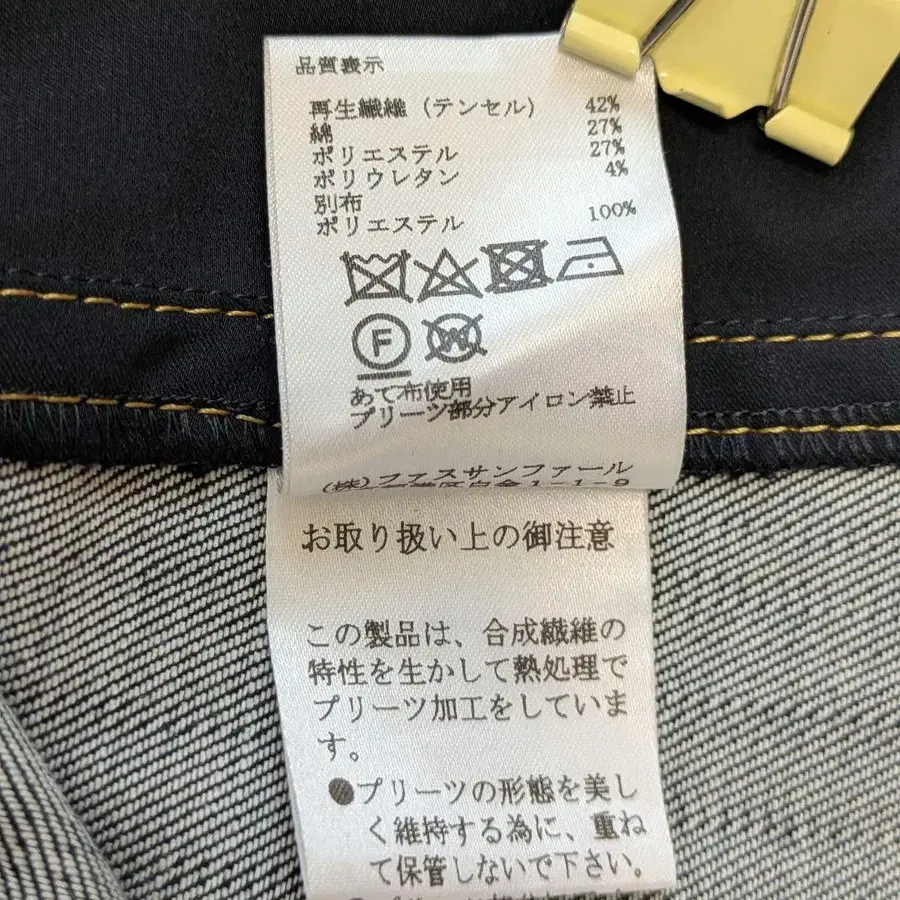 品質表示
再生繊維(テンセル) 42%
綿 27%
ポリエステル 27%
ポリウレタン 4%
別布
ポリエステル 100%
F
W
あて布使用
プリーツ部分アイロン禁止
(株)ファスサンファール
区白金1-1-9
お取り扱い上の御注意
この製品は、合成繊維の
特性を生かして熱処理で
プリーツ加工をしていま
す。
●プリーツの形態を美し
く維持する為に、重ね
て保管しないで下さい。